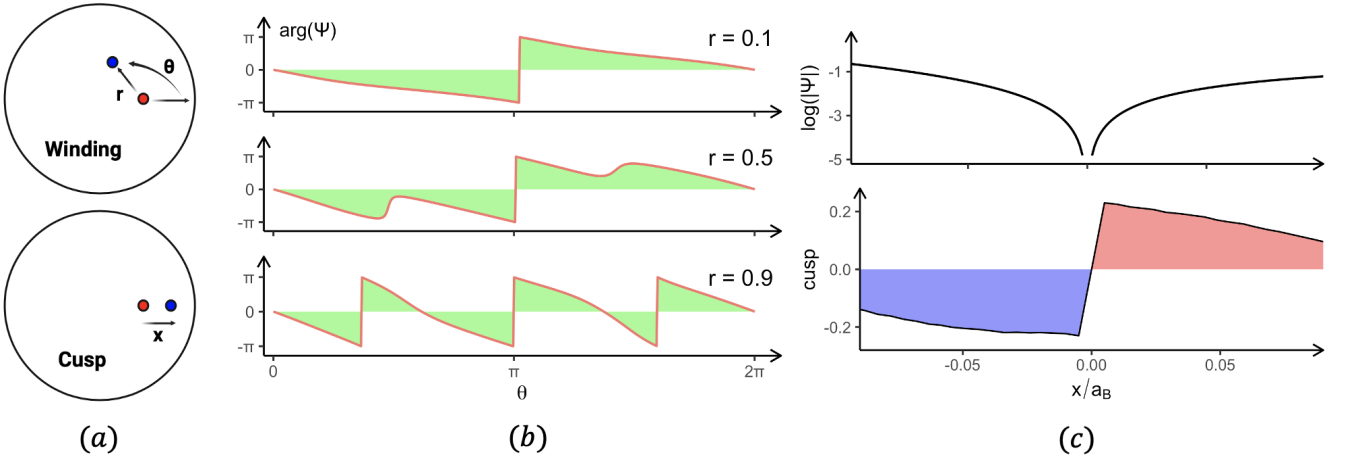 θ
r
Winding
x
Cusp
(a)
arg(Ψ)
r = 0.1
π
0
-π
r = 0.5
π
0
-π
r = 0.9
π
0
-π
0
π
2π
θ
(b)
log(|Ψ|)
-1
-3
-5
cusp
0.2
0.0
-0.2
-0.05
0.00
0.05
x/aB
(c)